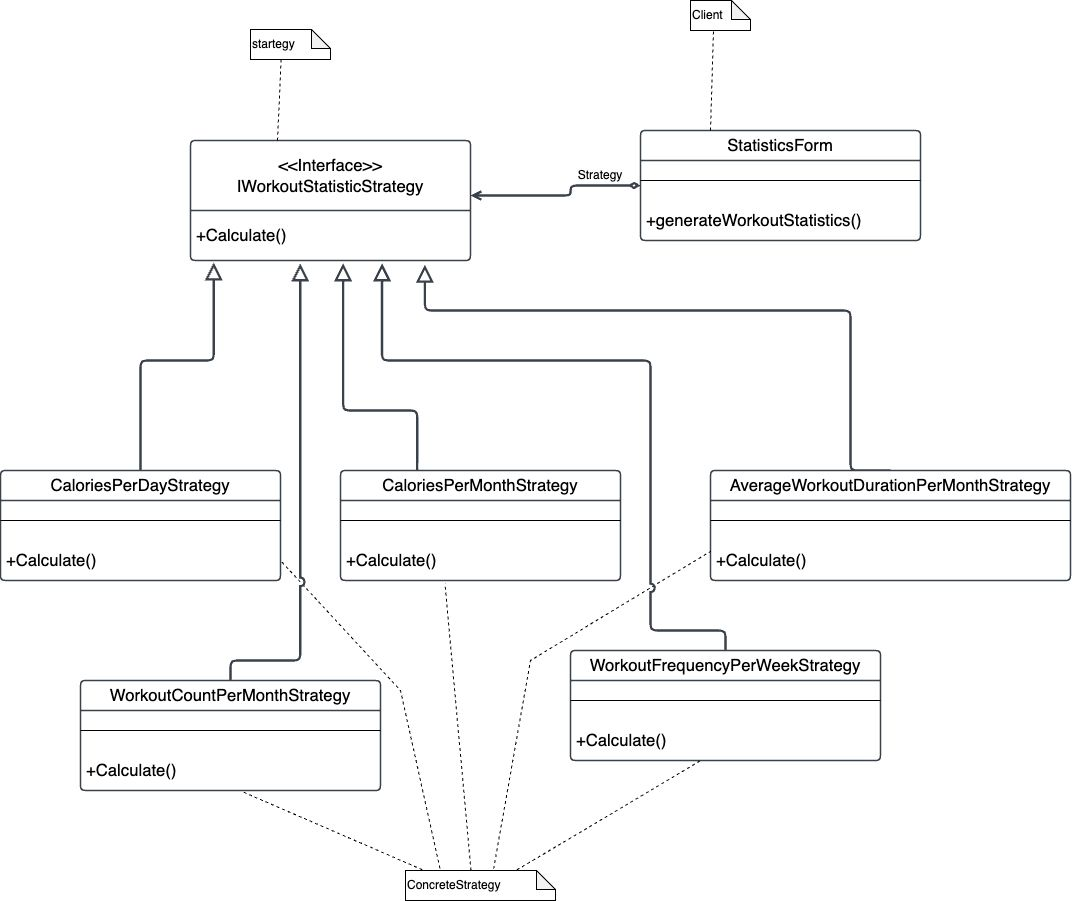 Client
startegy
<<Interface>>
IWorkoutStatisticStrategy
+Calculate()
Strategy
StatisticsForm
+generateWorkoutStatistics()
CaloriesPerDayStrategy
+Calculate()
CaloriesPerMonthStrategy
+Calculate()
AverageWorkoutDurationPerMonthStrategy
+Calculate()
WorkoutCountPerMonthStrategy
+Calculate()
WorkoutFrequencyPerWeekStrategy
+Calculate()
ConcreteStrategy